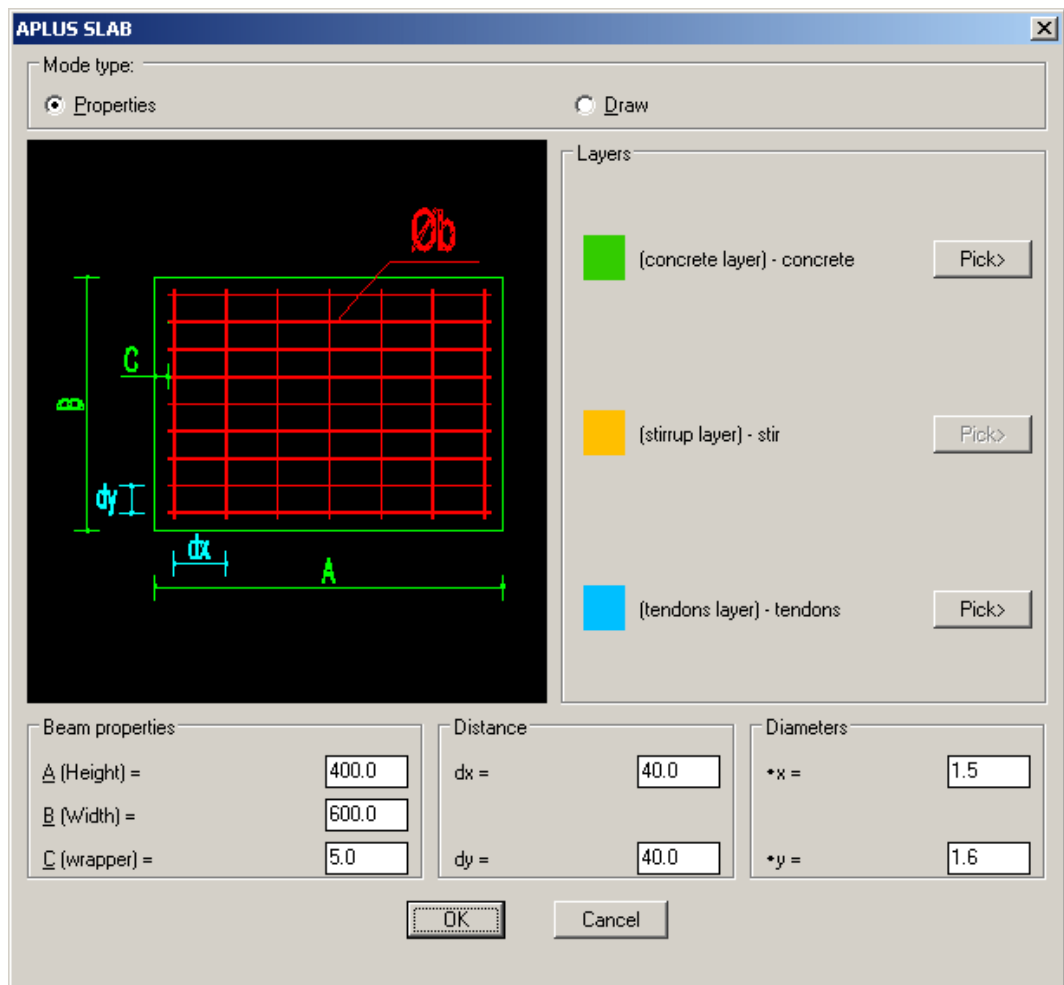 APLUS SLAB
Mode type:
Properties
Draw
Øb
C
B
dy
dx
A
Layers
(concrete layer) - concrete
Pick>
(stirrup layer) - stir
Pick>
(tendons layer) - tendons
Pick>
Beam properties
A (Height) =
400.0
B (Width) =
600.0
C (wrapper) =
5.0
Distance
dx =
40.0
dy =
40.0
Diameters
•x =
1.5
•y =
1.6
OK
Cancel